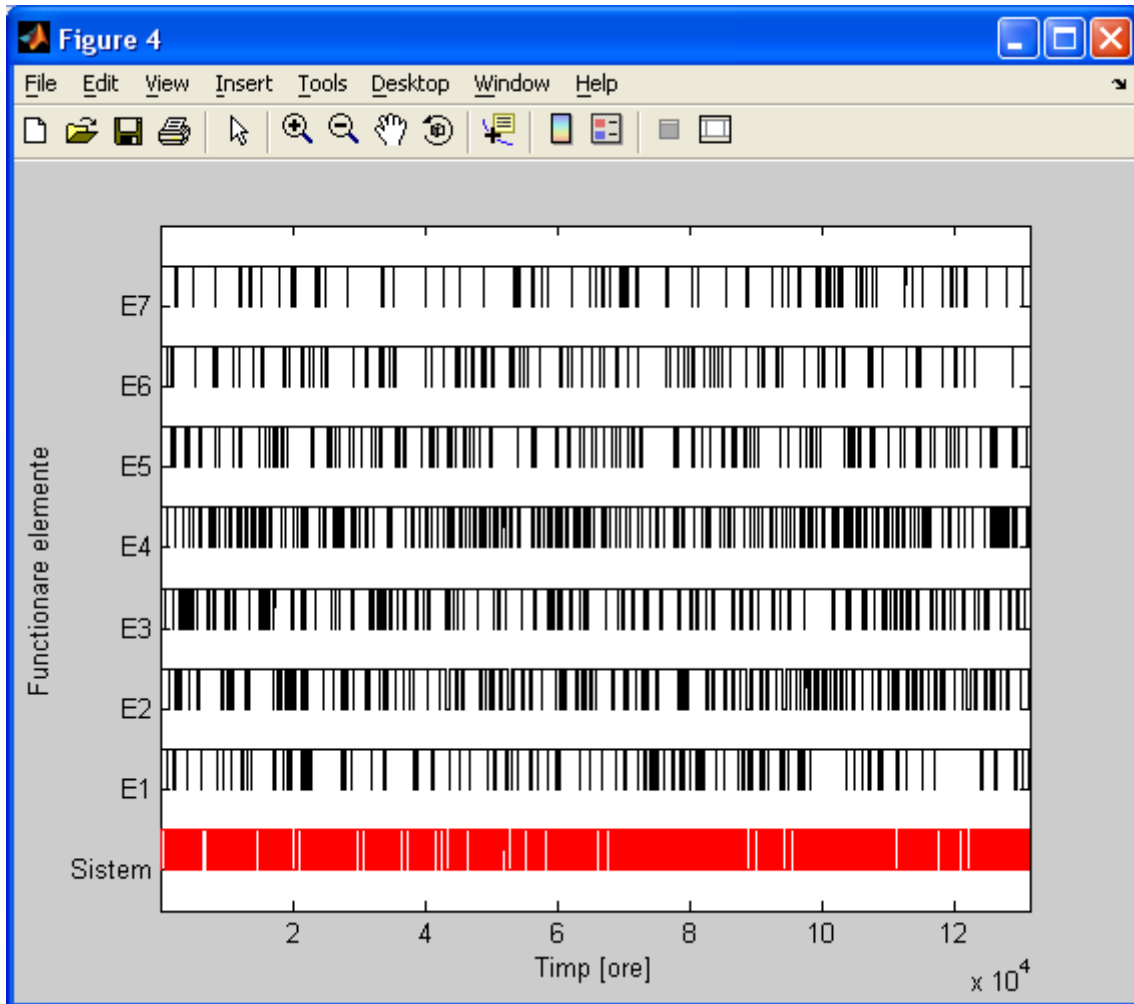 Figure 4
File Edit View Insert Tools Desktop Window Help
Functionare elemente
E7
E6
E5
E4
E3
E2
E1
Sistem
2 4 6 8 10 12
Timp [ore]
x 10^4